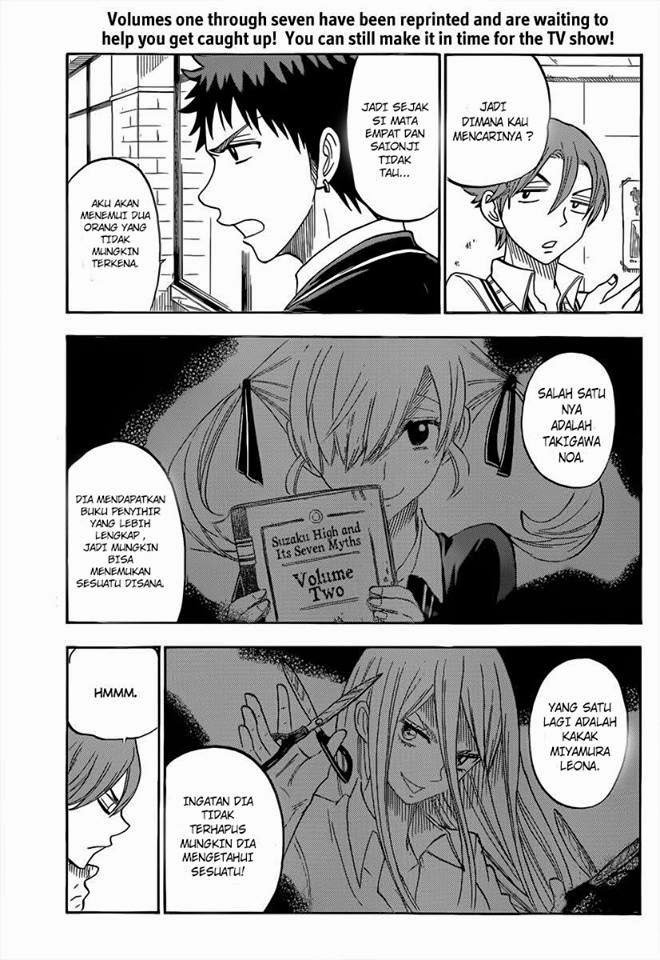 Volumes one through seven have been reprinted and are waiting to
help you get caught up! You can still make it in time for the TV show!
JADI
DIMANA KAU
MENCARINYA ?
JADI SEJAK
SI MATA
EMPAT DAN
SAIONJI
TIDAK
TAU...
AKU AKAN
MENEMUI DUA
ORANG YANG
TIDAK
MUNGKIN
TERKENA.
SALAH SATU
NYA
ADALAH
TAKIGAWA
NOA.
Suzaku High and
Its Seven Myths
Volume
Two
DIA MENDAPATKAN
BUKU PENYIHIR
YANG LEBIH
LENGKAP ,
JADI MUNGKIN
BISA
MENEMUKAN
SESUATU DISANA.
YANG SATU
LAGI ADALAH
KAKAK
MIYAMURA
LEONA.
INGATAN DIA
TIDAK
TERHAPUS
MUNGKIN DIA
MENGETAHUI
SESUATU!
HMMM.